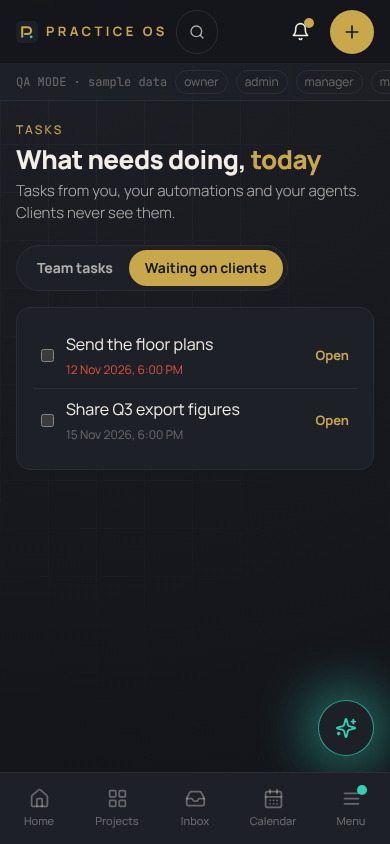 PRACTICE OS
QA MODE · sample data owner admin manager
TASKS
What needs doing, today
Tasks from you, your automations and your agents.
Clients never see them.
Team tasks Waiting on clients
Send the floor plans
12 Nov 2026, 6:00 PM
Open
Share Q3 export figures
15 Nov 2026, 6:00 PM
Open
Home Projects Inbox Calendar Menu